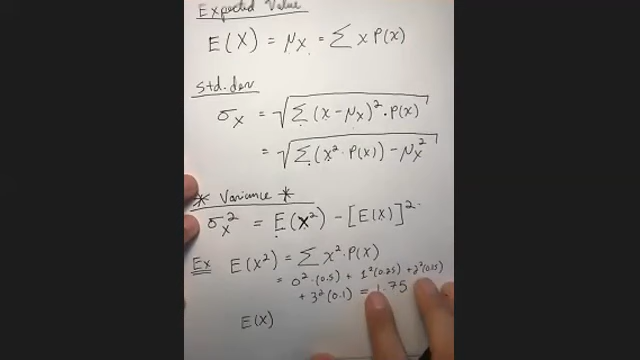 Expected Value
E(X) = μx = Σ x P(x)
std. dev
σx = √Σ (x − μx)² · P(x)
= √Σ (x² · P(x)) − μx²
* Variance *
σx² = E(x²) − [E(x)]²
Ex E(x²) = Σ x² · P(x)
= 0² · (0.5) + 1² (0.25) + 2² (0.15)
+ 3² (0.1) = 1.75
E(x)